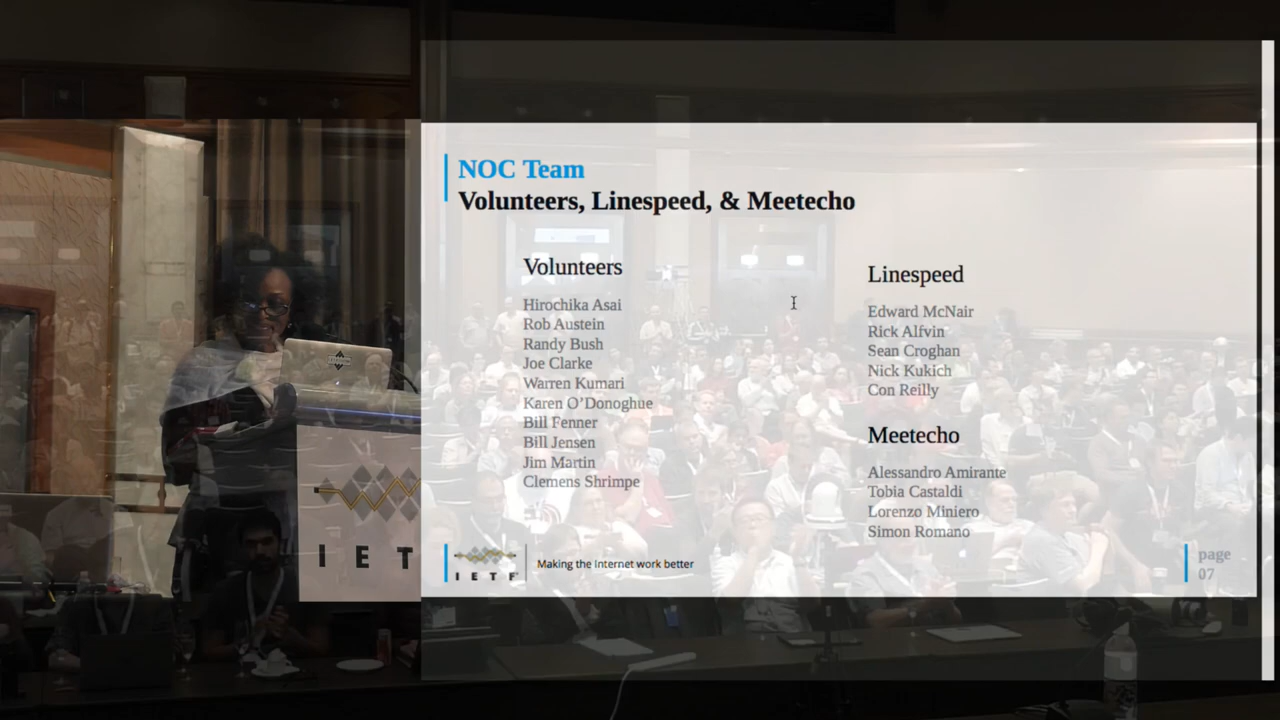 NOC Team
Volunteers, Linespeed, & Meetecho
Volunteers
Hirochika Asai
Rob Austein
Randy Bush
Joe Clarke
Warren Kumari
Karen O’Donoghue
Bill Fenner
Bill Jensen
Jim Martin
Clemens Shrimpe
Linespeed
Edward McNair
Rick Alfvin
Sean Croghan
Nick Kukich
Con Reilly
Meetecho
Alessandro Amirante
Tobia Castaldi
Lorenzo Miniero
Simon Romano
I E T
I E T F
Making the Internet work better
page
07